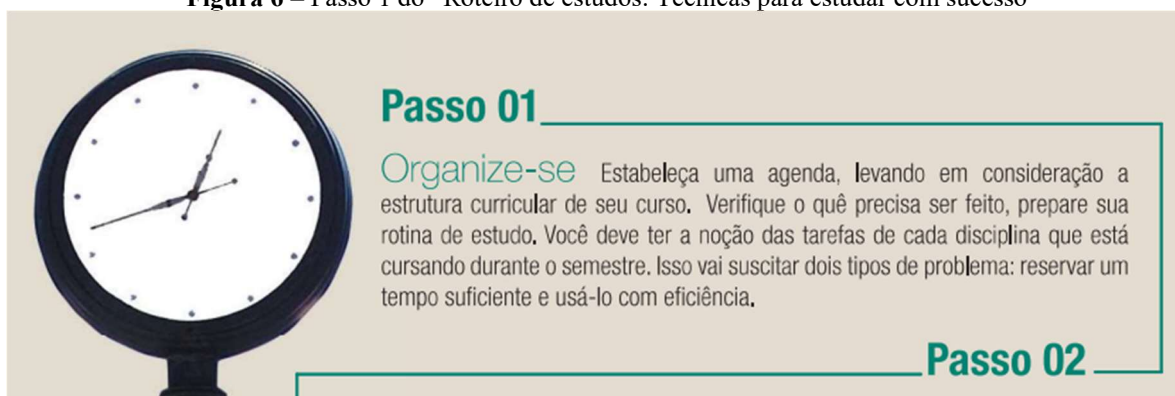 Figura 6 – Passo 1 do “Roteiro de estudos: Técnicas para estudar com sucesso”
Passo 01
Organize-se Estabeleça uma agenda, levando em consideração a
estrutura curricular de seu curso. Verifique o quê precisa ser feito, prepare sua
rotina de estudo. Você deve ter a noção das tarefas de cada disciplina que está
cursando durante o semestre. Isso vai suscitar dois tipos de problema: reservar um
tempo suficiente e usá-lo com eficiência.
Passo 02